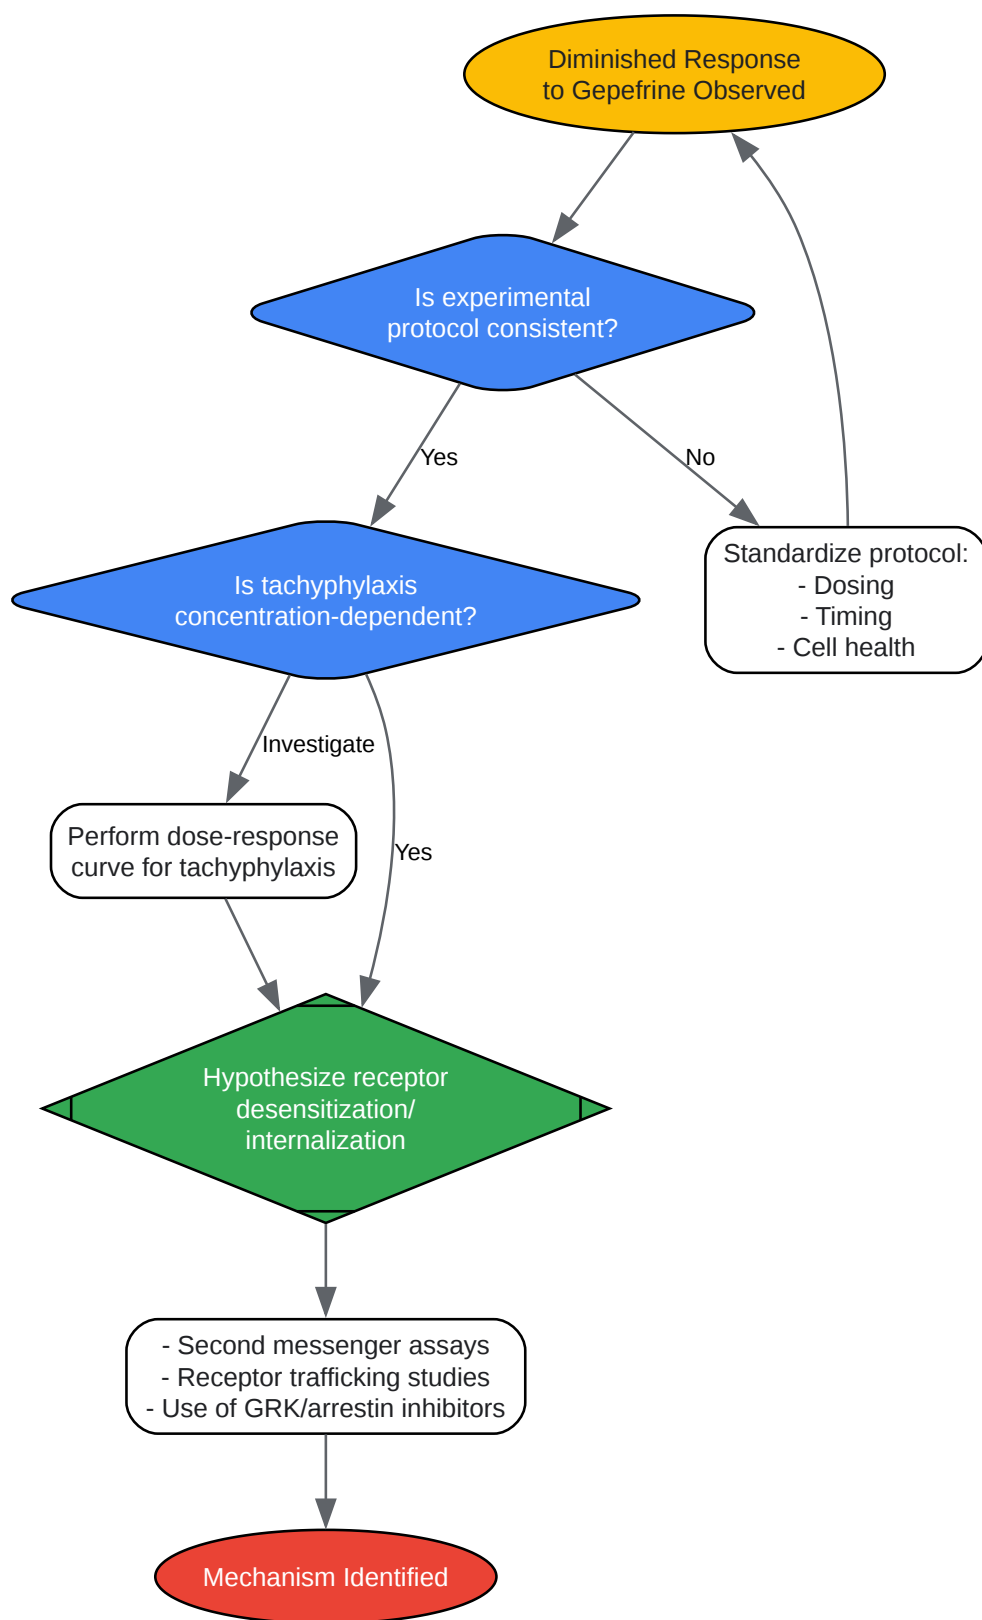 Diminished Response
to Gepefrine Observed
Is experimental
protocol consistent?
Yes
No
Standardize protocol:
- Dosing
- Timing
- Cell health
Is tachyphylaxis
concentration-dependent?
Investigate
Yes
Perform dose-response
curve for tachyphylaxis
Hypothesize receptor
desensitization/
internalization
- Second messenger assays
- Receptor trafficking studies
- Use of GRK/arrestin inhibitors
Mechanism Identified